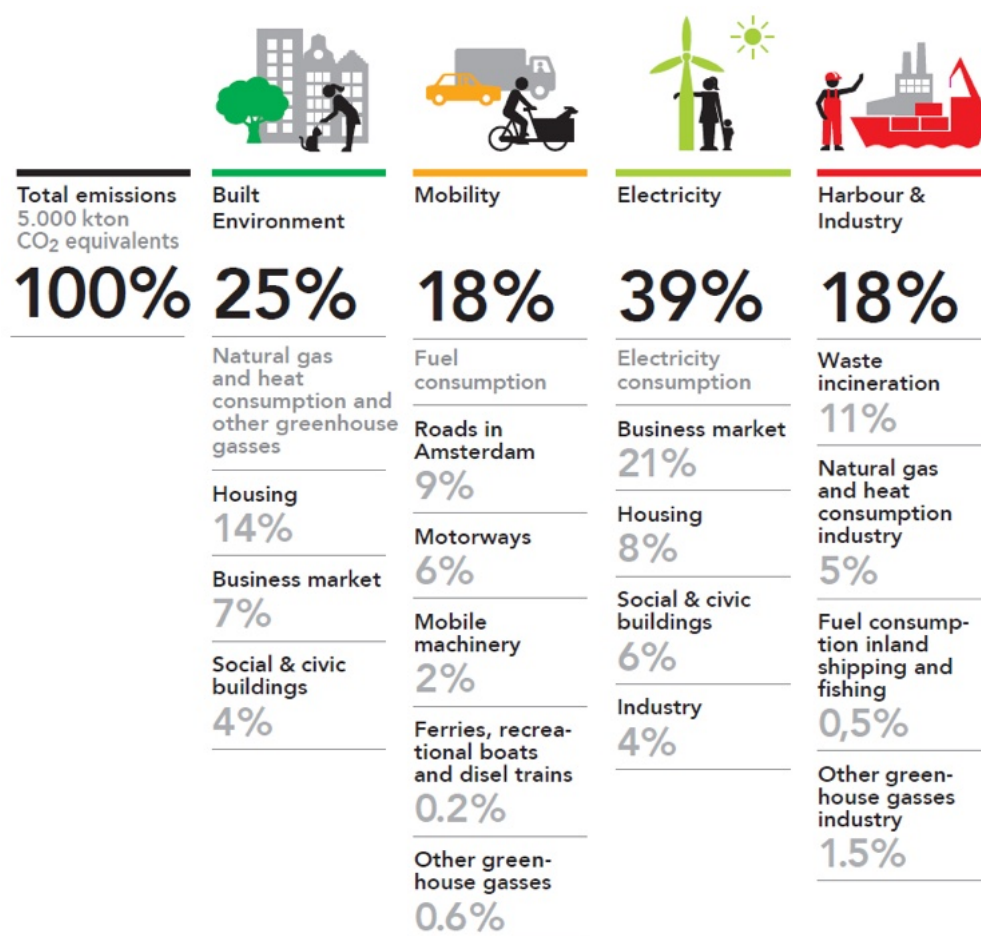 Total emissions
5.000 kton
CO2 equivalents
100%
Built
Environment
25%
Natural gas
and heat
consumption and
other greenhouse
gasses
Housing
14%
Business market
7%
Social & civic
buildings
4%
Mobility
18%
Fuel
consumption
Roads in
Amsterdam
9%
Motorways
6%
Mobile
machinery
2%
Ferries, recrea-
tional boats
and disel trains
0.2%
Other green-
house gasses
0.6%
Electricity
39%
Electricity
consumption
Business market
21%
Housing
8%
Social & civic
buildings
6%
Industry
4%
Harbour &
Industry
18%
Waste
incineration
11%
Natural gas
and heat
consumption
industry
5%
Fuel consump-
tion inland
shipping and
fishing
0,5%
Other green-
house gasses
industry
1.5%